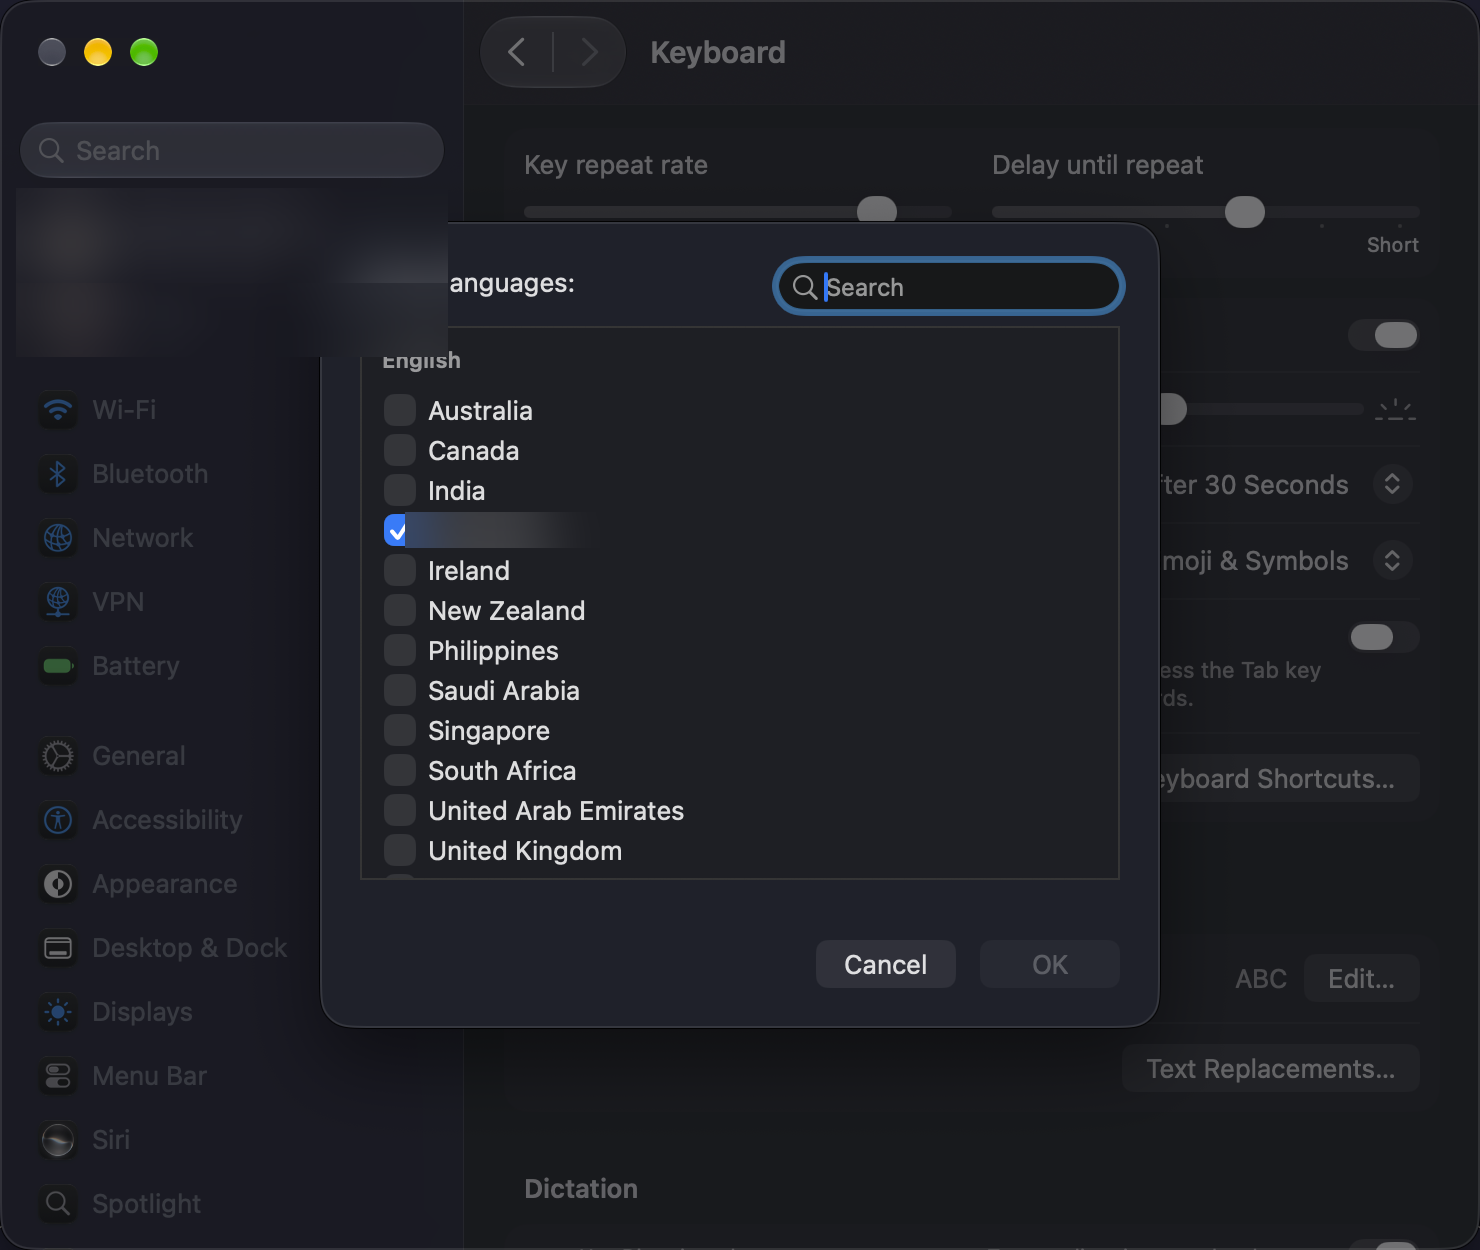 Keyboard
Search
Key repeat rate
Delay until repeat
Short
anguages:
Search
English
Australia
Canada
India
Ireland
New Zealand
Philippines
Saudi Arabia
Singapore
South Africa
United Arab Emirates
United Kingdom
Cancel
OK
Wi-Fi
Bluetooth
Network
VPN
Battery
General
Accessibility
Appearance
Desktop & Dock
Displays
Menu Bar
Siri
Spotlight
fter 30 Seconds
moji & Symbols
ess the Tab key
ds.
eyboard Shortcuts...
ABC
Edit...
Text Replacements...
Dictation